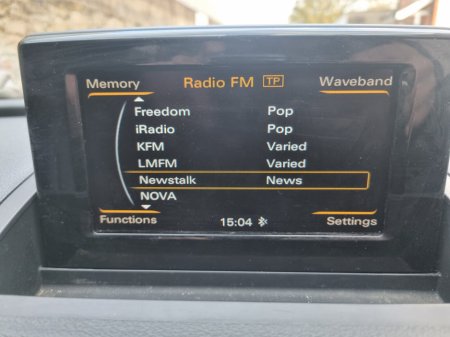 Memory Radio FM TP Waveband
Freedom Pop
iRadio Pop
KFM Varied
LMFM Varied
Newstalk News
NOVA
Functions 15:04 Settings